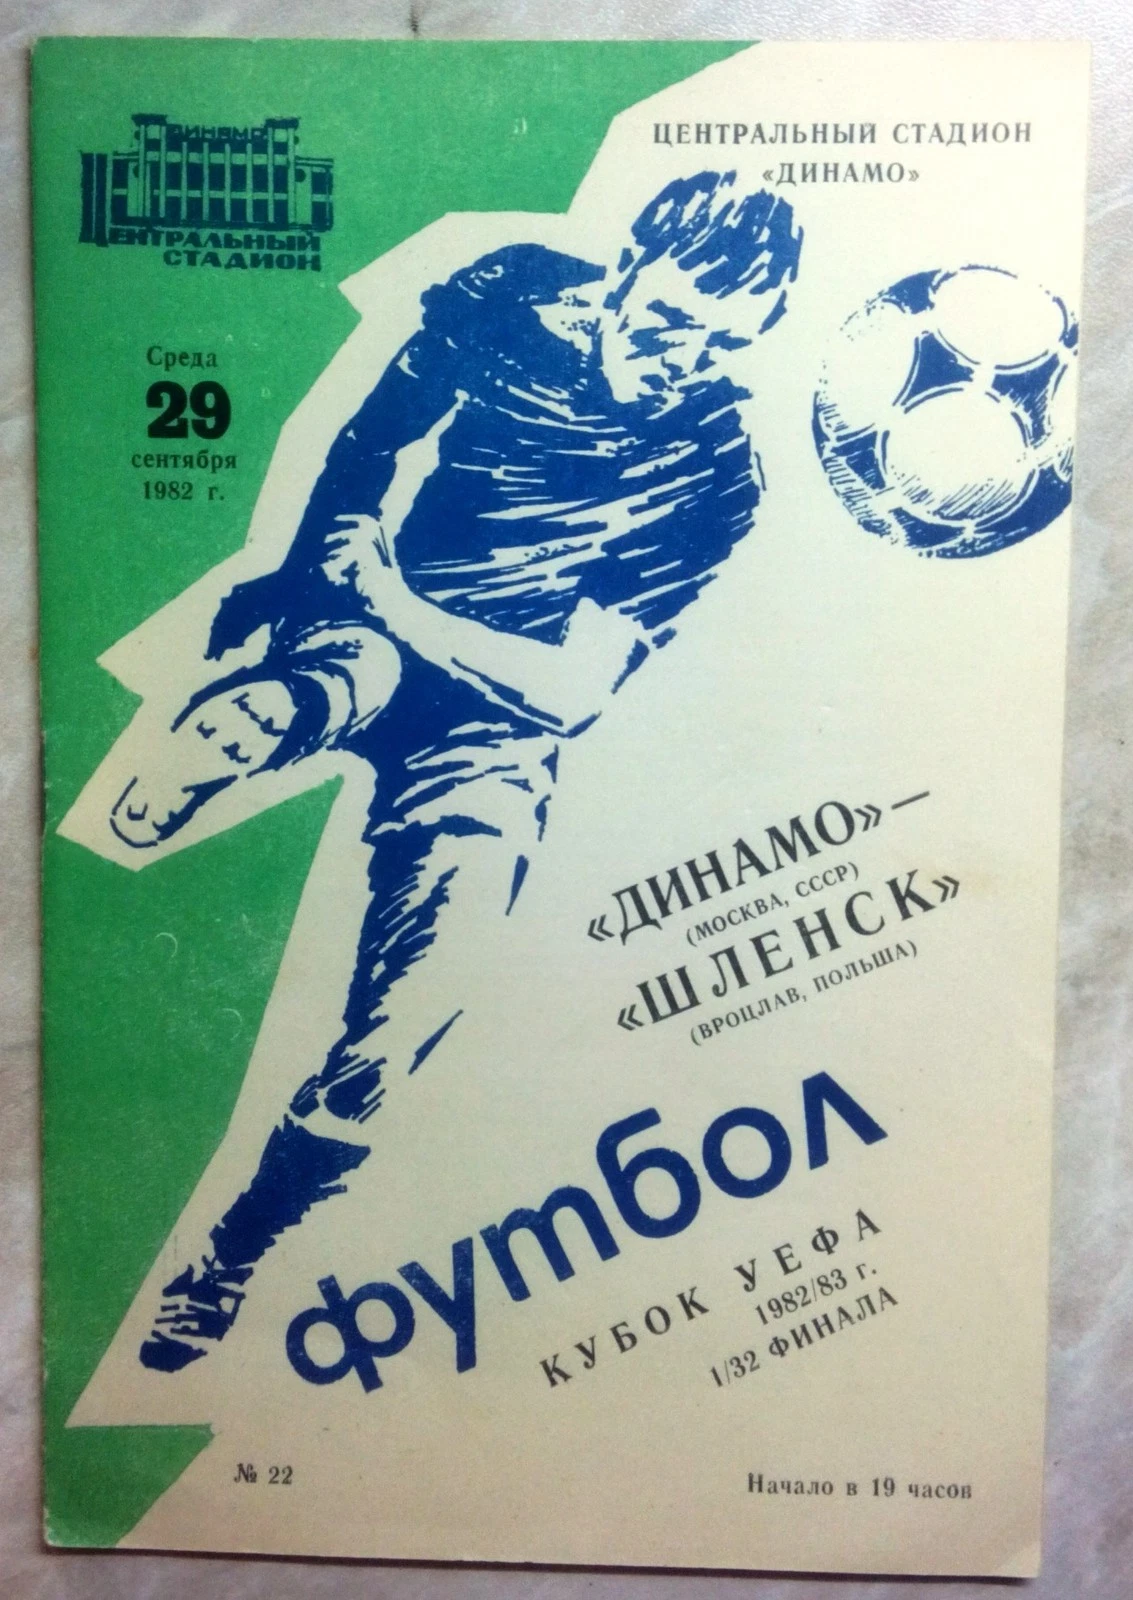 ДИНАМО
ЦЕНТРАЛЬНЫЙ
СТАДИОН
ЦЕНТРАЛЬНЫЙ СТАДИОН
«ДИНАМО»
Среда
29
сентября
1982 г.
«ДИНАМО» —
(МОСКВА, СССР)
«ШЛЕНСК»
(ВРОЦЛАВ, ПОЛЬША)
футбол
КУБОК УЕФА
1982/83 г.
1/32 ФИНАЛА
№ 22
Начало в 19 часов